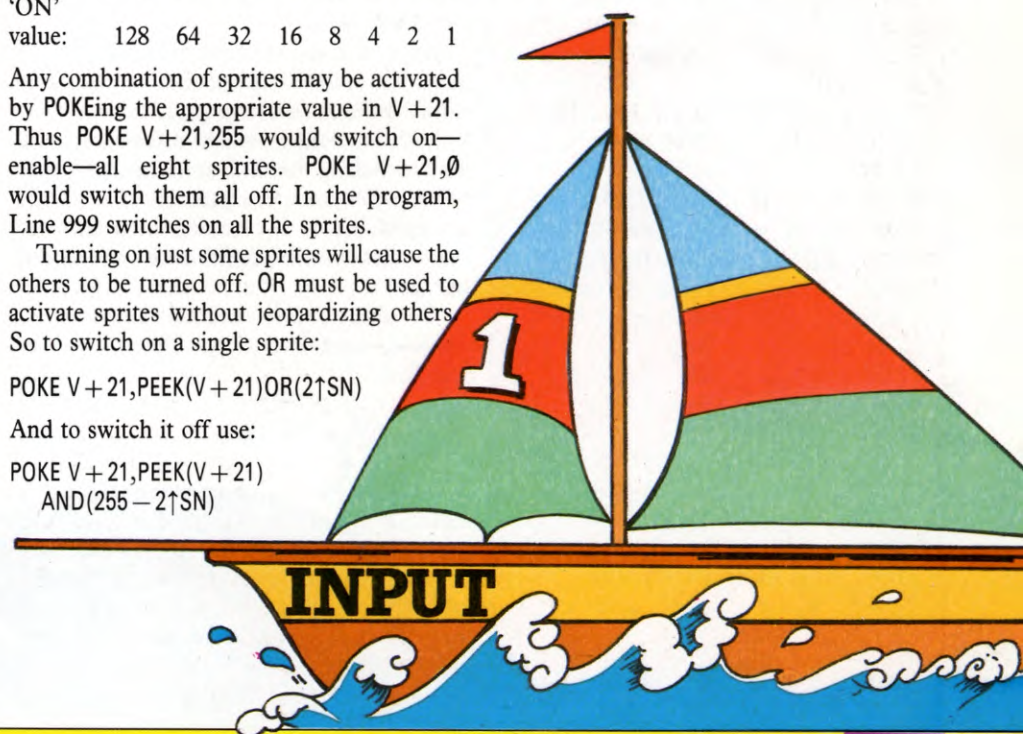 'ON'
value: 128 64 32 16 8 4 2 1
Any combination of sprites may be activated
by POKEing the appropriate value in V+21.
Thus POKE V+21,255 would switch on—
enable—all eight sprites. POKE V+21,0
would switch them all off. In the program,
Line 999 switches on all the sprites.
Turning on just some sprites will cause the
others to be turned off. OR must be used to
activate sprites without jeopardizing others.
So to switch on a single sprite:
POKE V+21,PEEK(V+21)OR(2↑SN)
And to switch it off use:
POKE V+21,PEEK(V+21)
AND(255−2↑SN)
1
INPUT